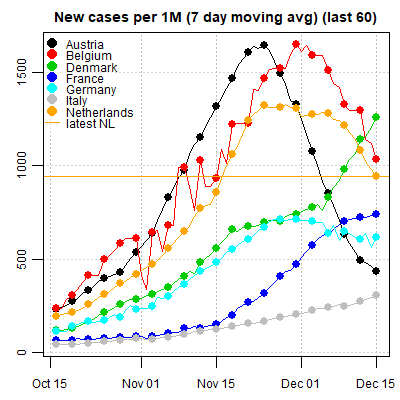 New cases per 1M (7 day moving avg) (last 60)
Austria
Belgium
Denmark
France
Germany
Italy
Netherlands
latest NL
1500
1000
500
0
Oct 15
Nov 01
Nov 15
Dec 01
Dec 15